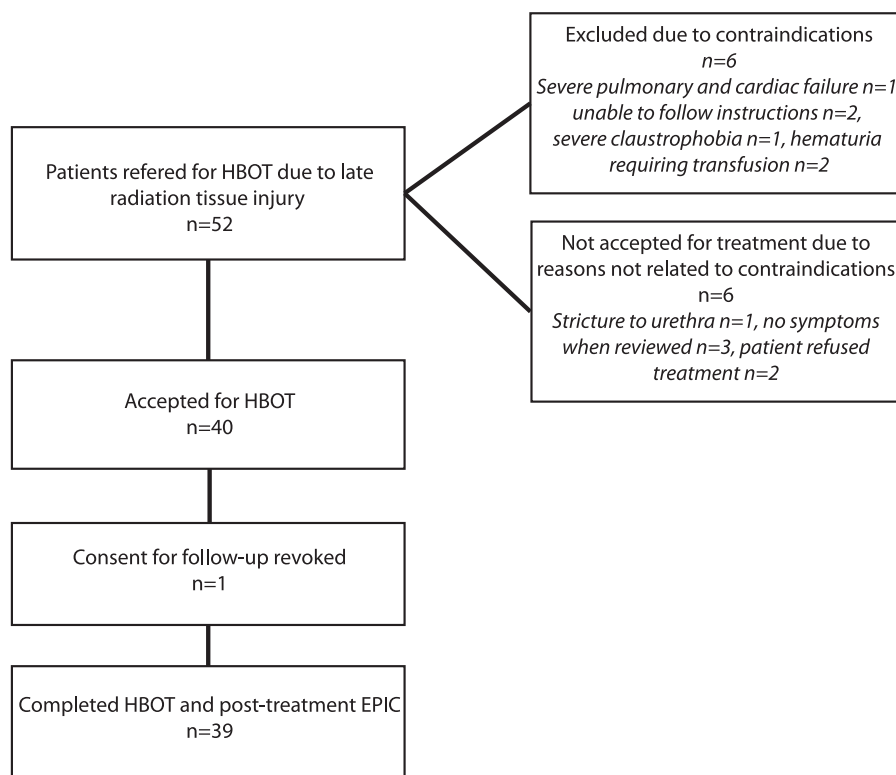 Excluded due to contraindications
n=6
Severe pulmonary and cardiac failure n=1
unable to follow instructions n=2,
severe claustrophobia n=1, hematuria
requiring transfusion n=2
Patients refered for HBOT due to late
radiation tissue injury
n=52
Not accepted for treatment due to
reasons not related to contraindications
n=6
Stricture to urethra n=1, no symptoms
when reviewed n=3, patient refused
treatment n=2
Accepted for HBOT
n=40
Consent for follow-up revoked
n=1
Completed HBOT and post-treatment EPIC
n=39